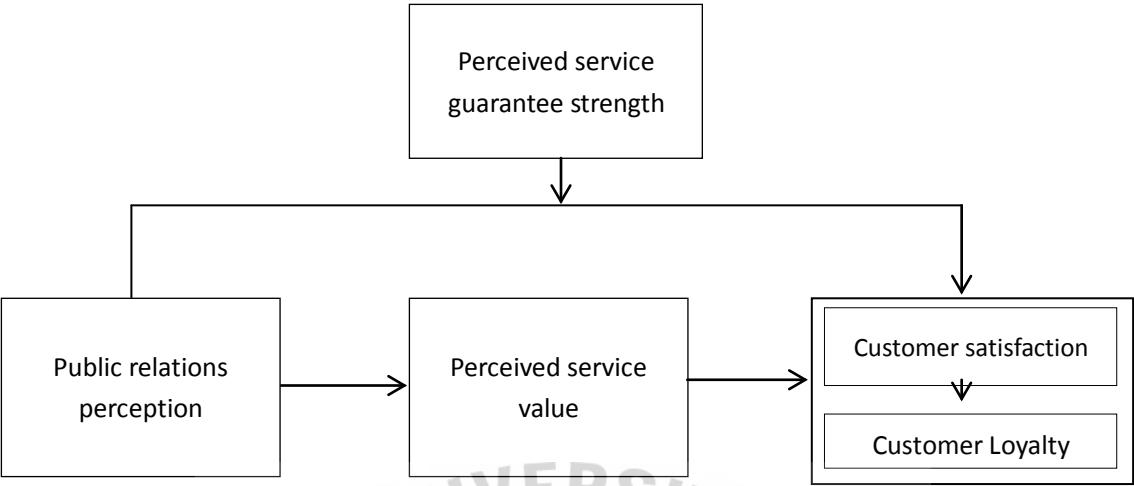 Perceived service
guarantee strength
Public relations
perception
Perceived service
value
Customer satisfaction
Customer Loyalty